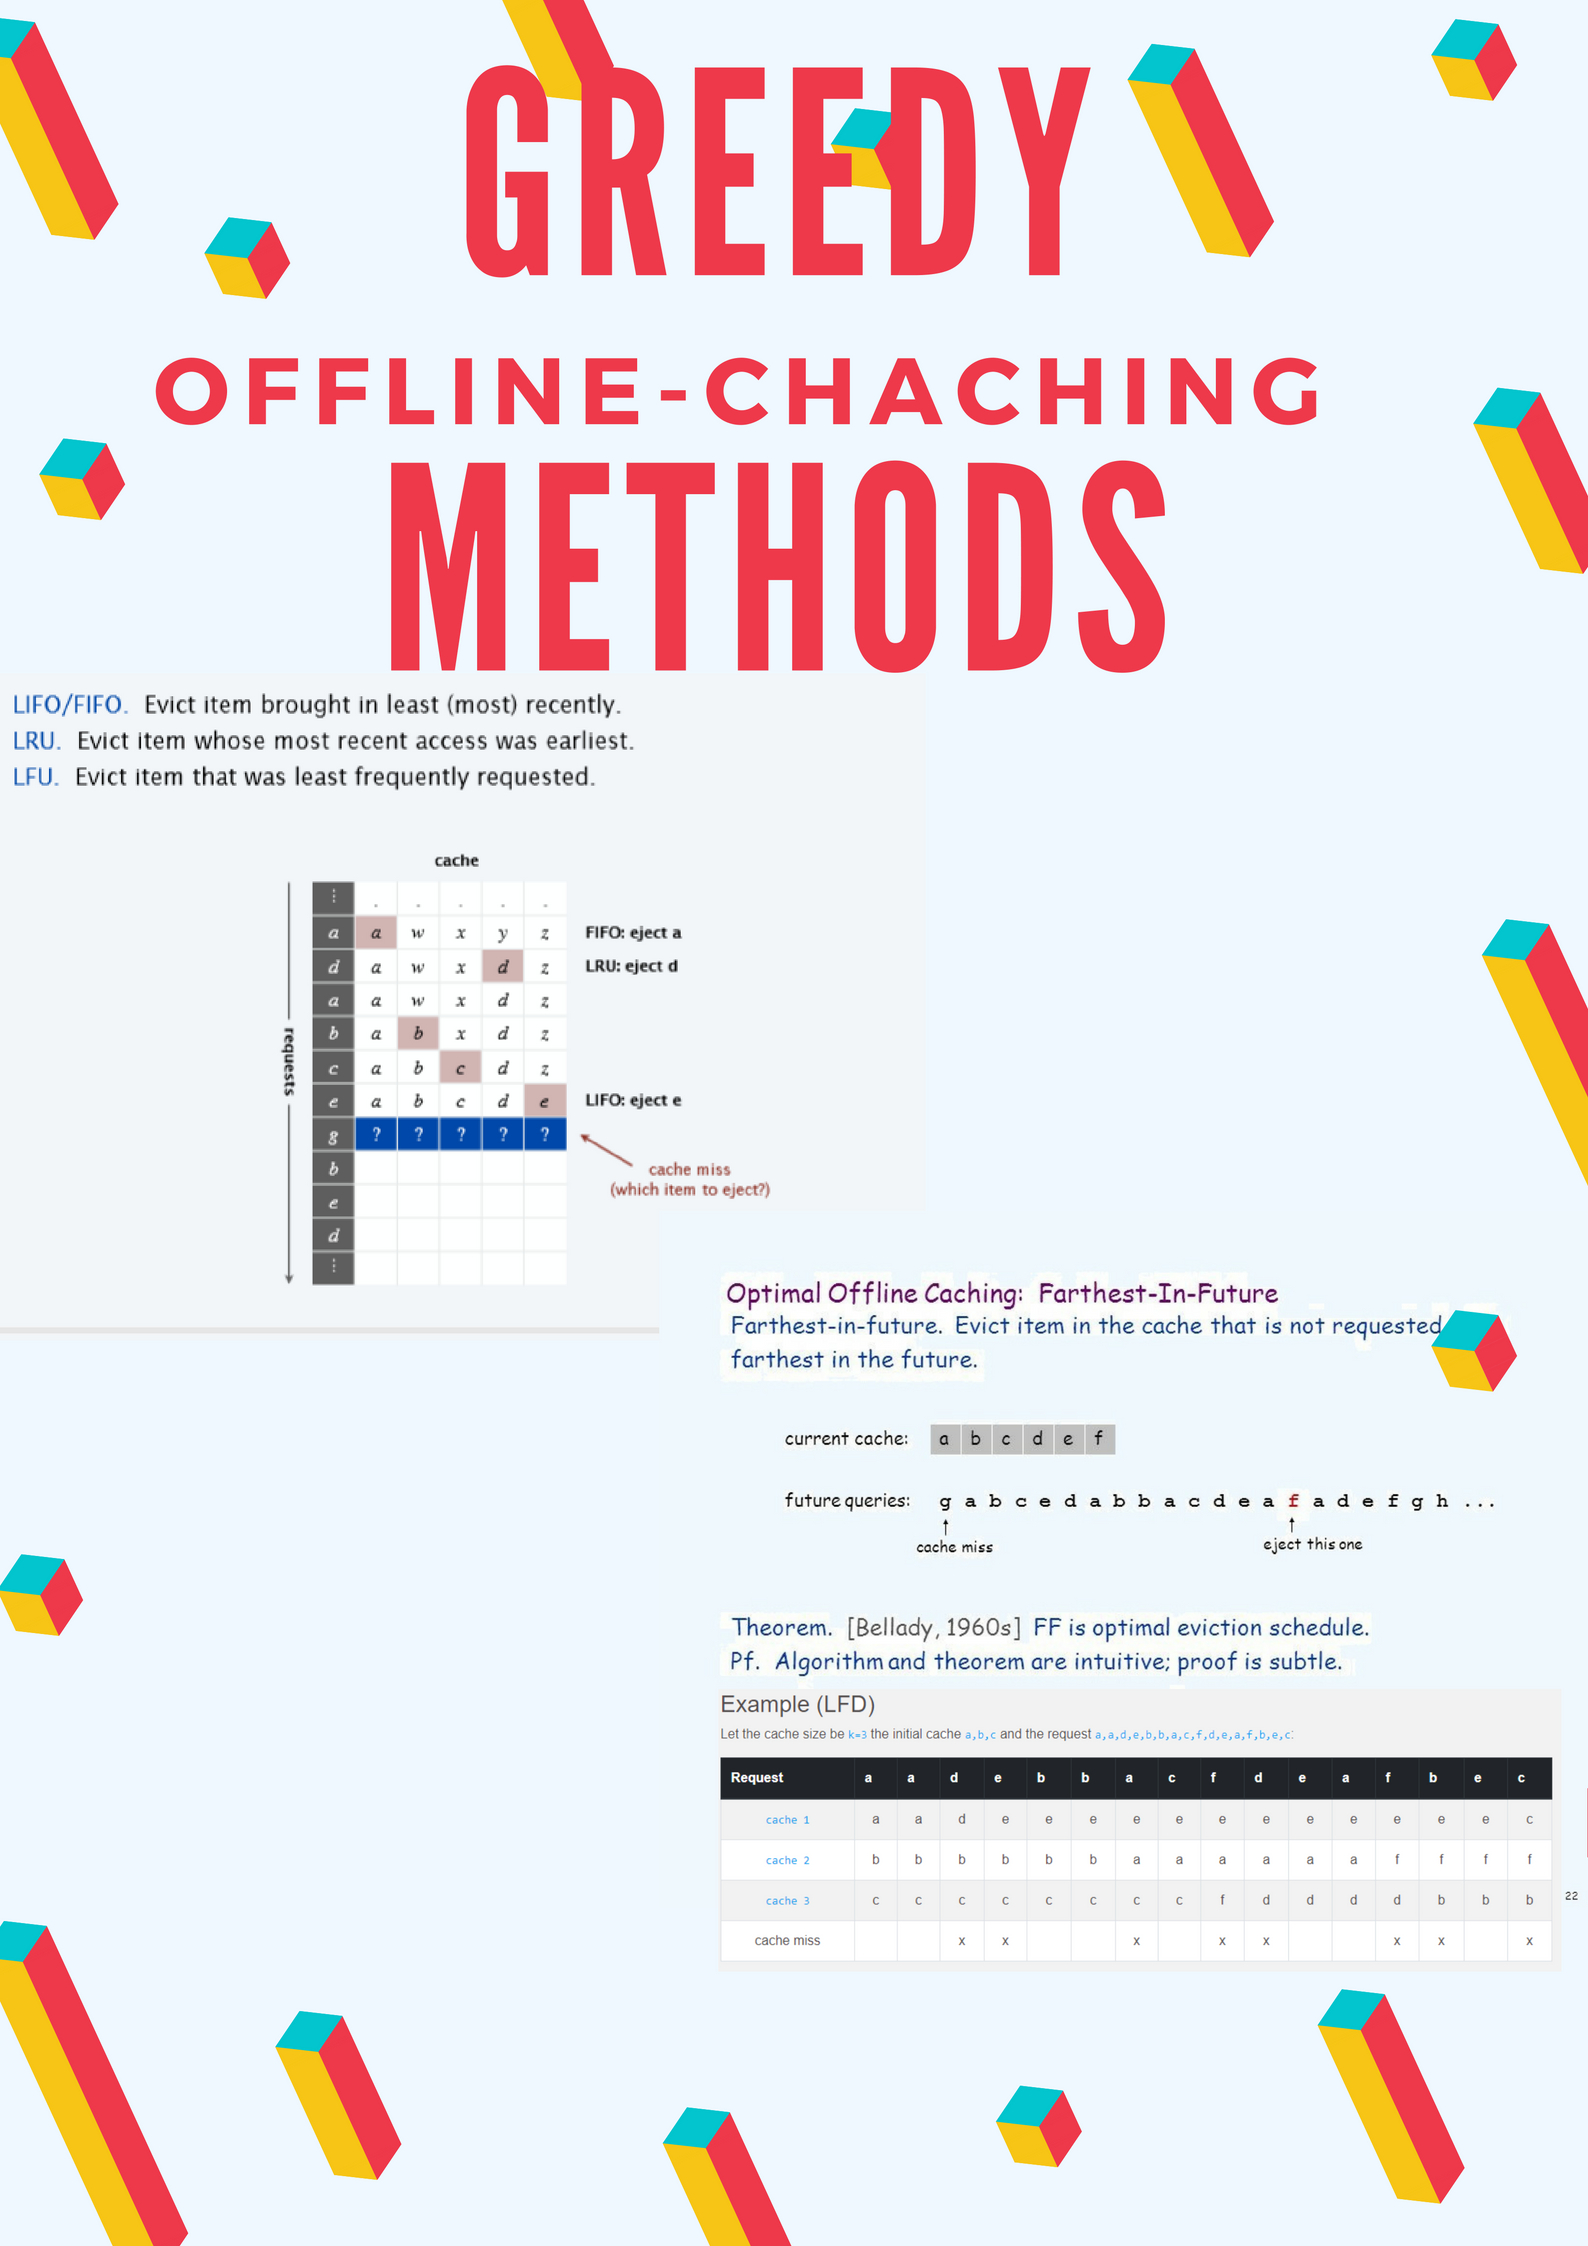 GREEDY
OFFLINE-CHACHING
METHODS
LIFO/FIFO. Evict item brought in least (most) recently.
LRU. Evict item whose most recent access was earliest.
LFU. Evict item that was least frequently requested.
cache
requests
⋮ . . . . .
a a w x y z FIFO: eject a
d a w x d z LRU: eject d
a a w x d z
b a b x d z
c a b c d z
e a b c d e LIFO: eject e
g ? ? ? ? ?
b
e
d
⋮
cache miss
(which item to eject?)
Optimal Offline Caching: Farthest-In-Future
Farthest-in-future. Evict item in the cache that is not requested
farthest in the future.
current cache: a b c d e f
future queries: g a b c e d a b b a c d e a f a d e f g h ...
cache miss
eject this one
Theorem. [Bellady, 1960s] FF is optimal eviction schedule.
Pf. Algorithm and theorem are intuitive; proof is subtle.
Example (LFD)
Let the cache size be k=3 the initial cache a,b,c and the request a,a,d,e,b,b,a,c,f,d,e,a,f,b,e,c:
Request a a d e b b a c f d e a f b e c
cache 1 a a d e e e e e e e e e e e e c
cache 2 b b b b b b a a a a a a f f f f
cache 3 c c c c c c c c f d d d d b b b
22
cache miss x x x x x x x x